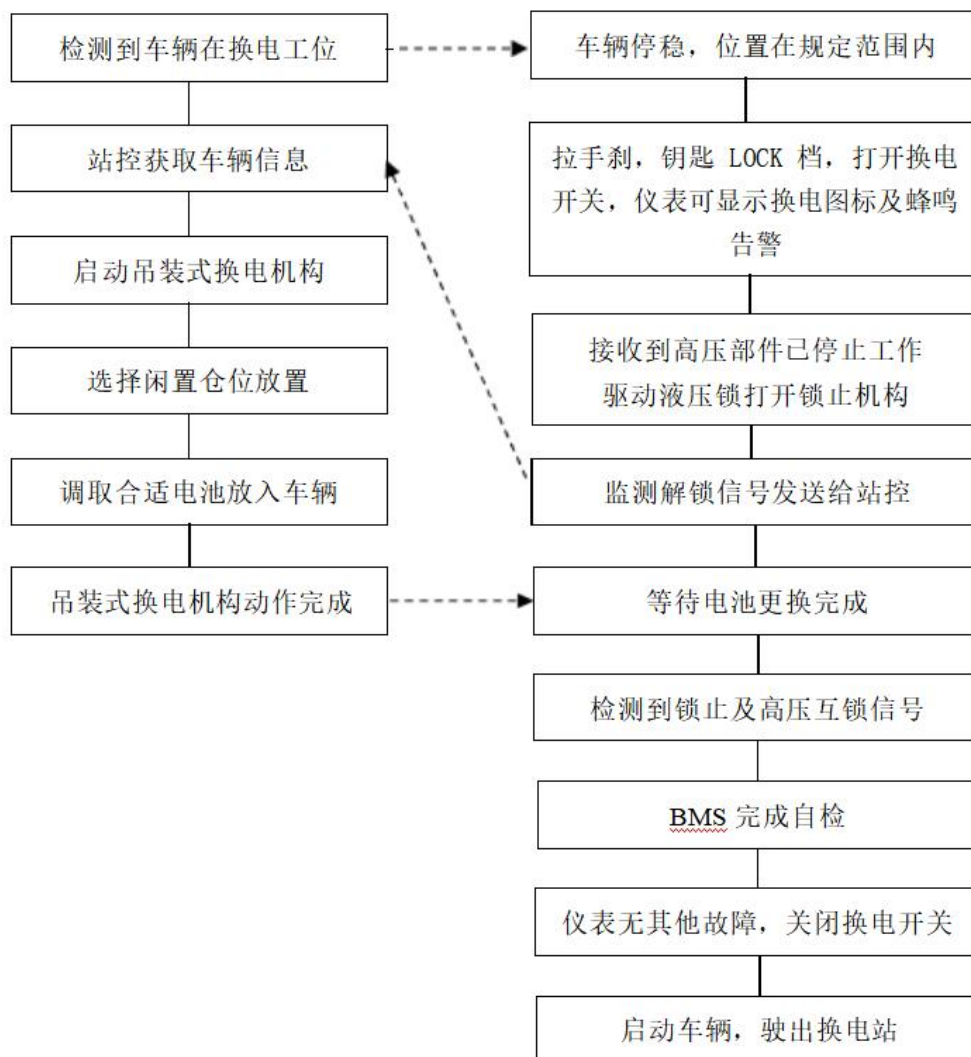 检测到车辆在换电工位
站控获取车辆信息
启动吊装式换电机构
选择闲置仓位放置
调取合适电池放入车辆
吊装式换电机构动作完成
车辆停稳，位置在规定范围内
拉手刹，钥匙 LOCK 档，打开换电
开关，仪表可显示换电图标及蜂鸣
告警
接收到高压部件已停止工作
驱动液压锁打开锁止机构
监测解锁信号发送给站控
等待电池更换完成
检测到锁止及高压互锁信号
BMS 完成自检
仪表无其他故障，关闭换电开关
启动车辆，驶出换电站